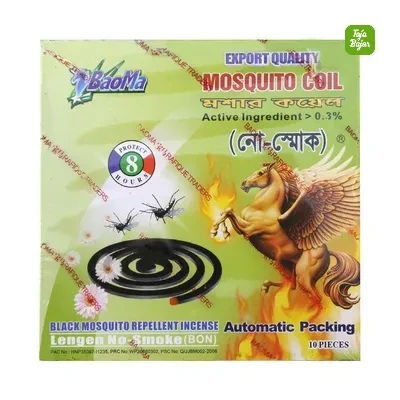 Taja
Bajar
BaoMa
EXPORT QUALITY
MOSQUITO COIL
মশার কয়েল
Active Ingredient > 0.3%
(নো-স্মোক) ®
PROTECT
8
HOURS
BLACK MOSQUITO REPELLENT INCENSE
Lengen No-Smoke (BON)
Automatic Packing
10 PIECES